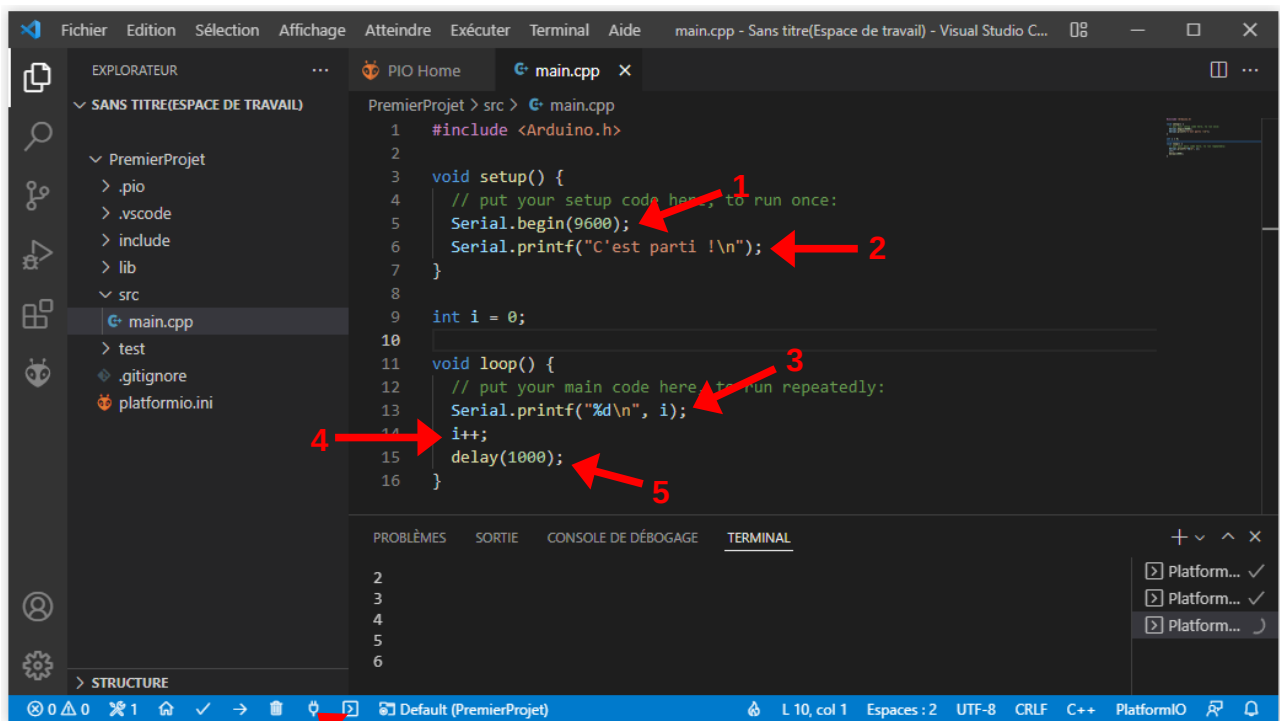 Fichier Edition Sélection Affichage Atteindre Exécuter Terminal Aide main.cpp - Sans titre(Espace de travail) - Visual Studio C...
EXPLORATEUR ...
SANS TITRE(ESPACE DE TRAVAIL)
PremierProjet
.pio
.vscode
include
lib
src
main.cpp
test
.gitignore
platformio.ini
STRUCTURE
PIO Home main.cpp
PremierProjet > src > main.cpp
1 #include <Arduino.h>
2
3 void setup() {
4 // put your setup code here, to run once:
5 Serial.begin(9600);
6 Serial.printf("C'est parti !\n");
7 }
8
9 int i = 0;
10
11 void loop() {
12 // put your main code here, to run repeatedly:
13 Serial.printf("%d\n", i);
14 i++;
15 delay(1000);
16 }
1
2
3
4
5
PROBLÈMES SORTIE CONSOLE DE DÉBOGAGE TERMINAL
2
3
4
5
6
Platform...
Platform...
Platform...
0 0 1 Default (PremierProjet) L 10, col 1 Espaces : 2 UTF-8 CRLF C++ PlatformIO